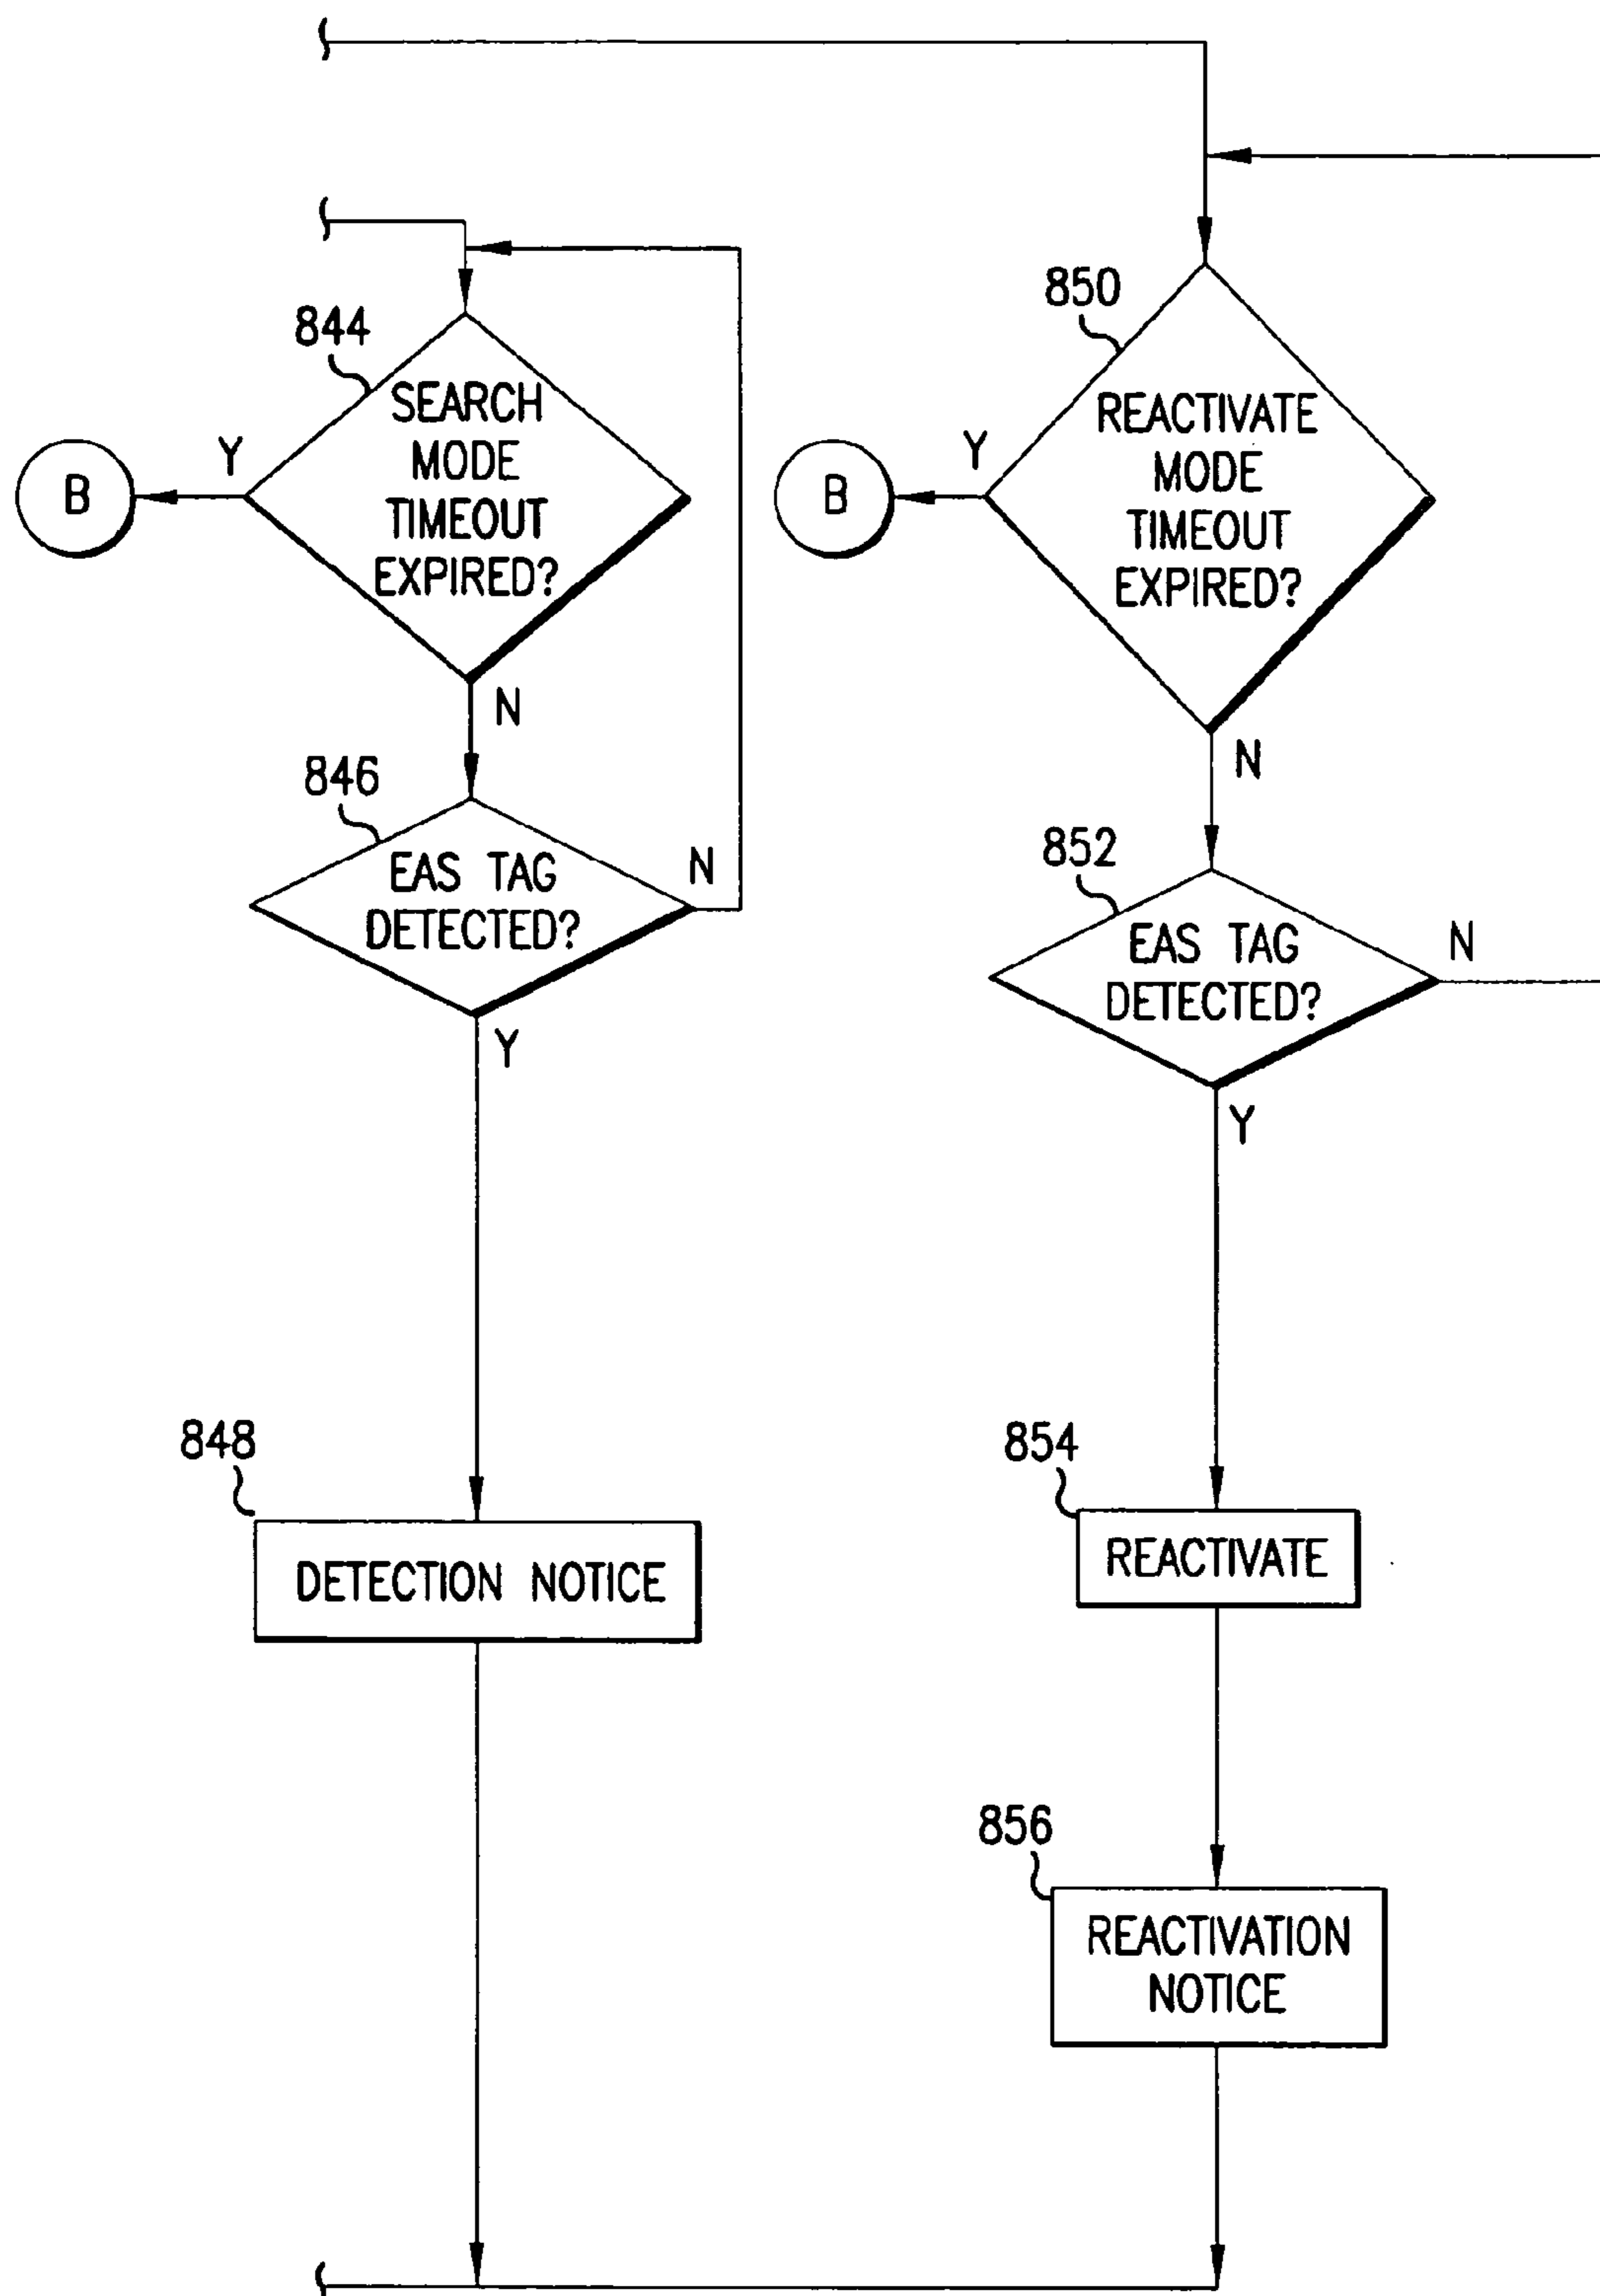 844
SEARCH
MODE
TIMEOUT
EXPIRED?
Y
B
N
846
EAS TAG
DETECTED?
N
Y
848
DETECTION NOTICE
850
REACTIVATE
MODE
TIMEOUT
EXPIRED?
Y
B
N
852
EAS TAG
DETECTED?
N
Y
854
REACTIVATE
856
REACTIVATION
NOTICE